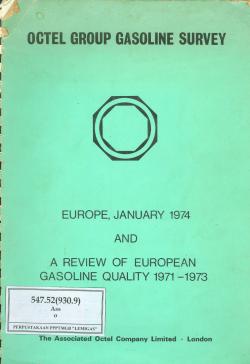 OCTEL GROUP GASOLINE SURVEY
EUROPE, JANUARY 1974
AND
A REVIEW OF EUROPEAN
GASOLINE QUALITY 1971-1973
547.52(930.9)
Ass
o
PERPUSTAKAAN PPPTMGB "LEMIGAS"
The Associated Octel Company Limited · London